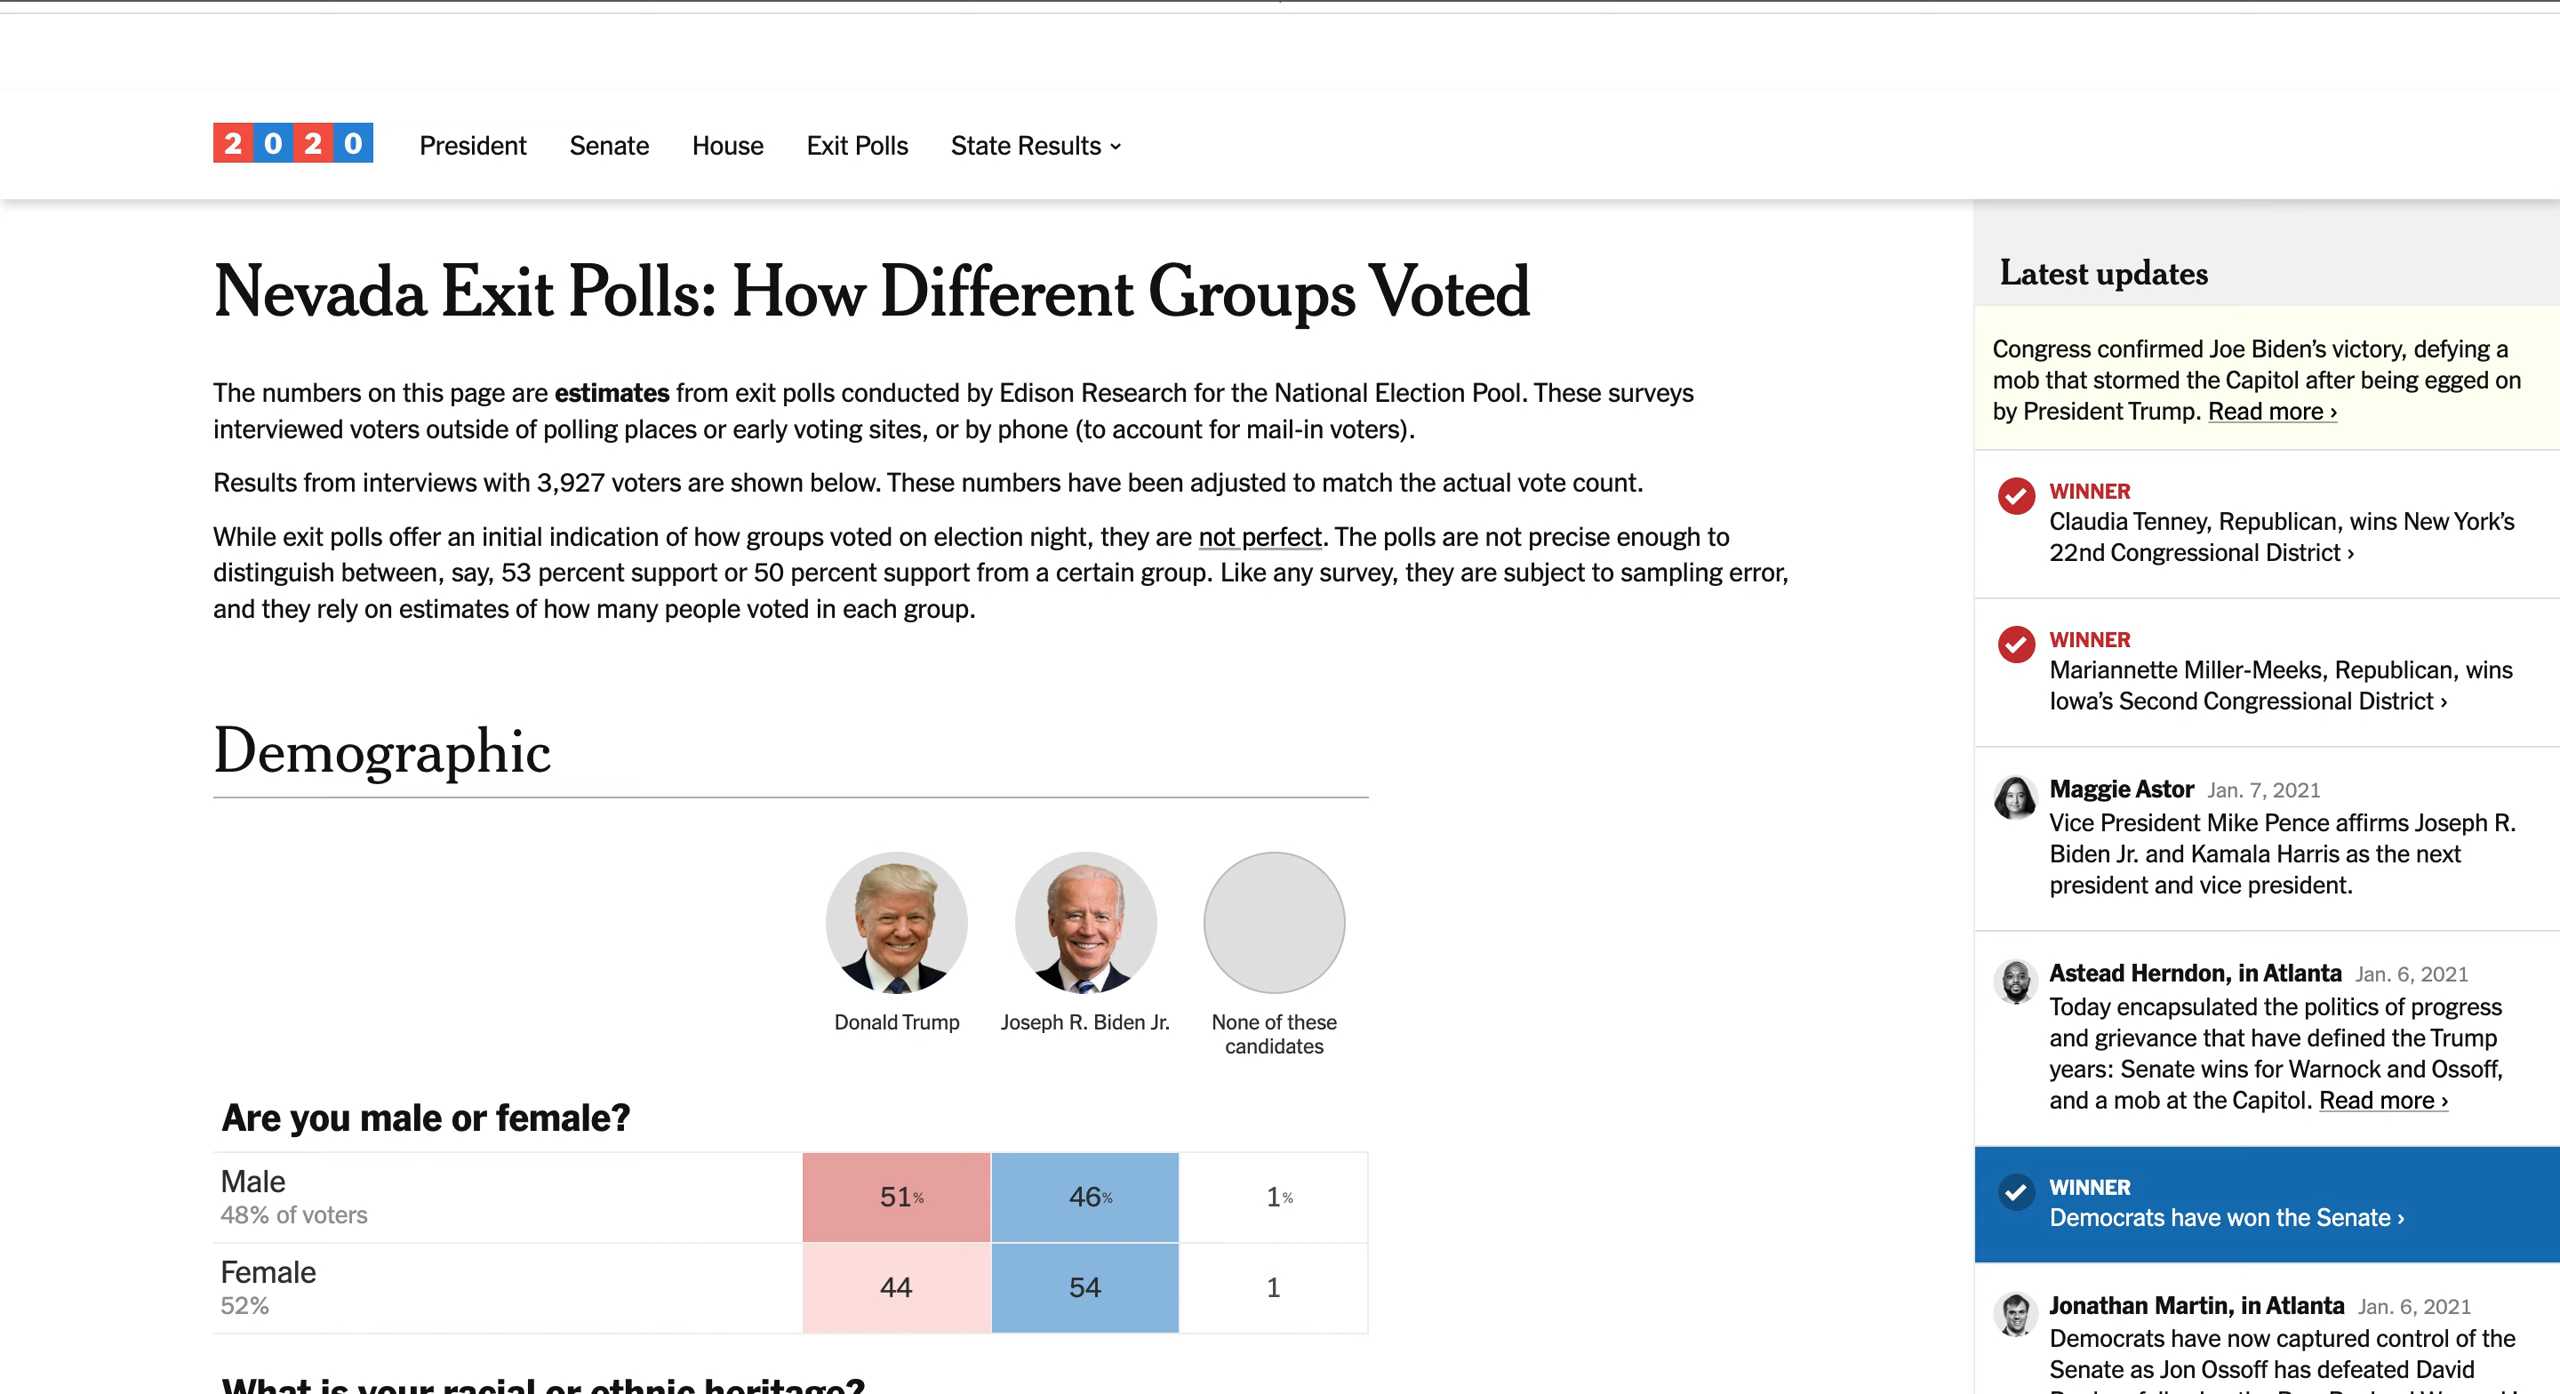 2020 President Senate House Exit Polls State Results
Nevada Exit Polls: How Different Groups Voted
The numbers on this page are estimates from exit polls conducted by Edison Research for the National Election Pool. These surveys
interviewed voters outside of polling places or early voting sites, or by phone (to account for mail-in voters).
Results from interviews with 3,927 voters are shown below. These numbers have been adjusted to match the actual vote count.
While exit polls offer an initial indication of how groups voted on election night, they are not perfect. The polls are not precise enough to
distinguish between, say, 53 percent support or 50 percent support from a certain group. Like any survey, they are subject to sampling error,
and they rely on estimates of how many people voted in each group.
Demographic
Donald Trump
Joseph R. Biden Jr.
None of these
candidates
Are you male or female?
Male
48% of voters
51% 46% 1%
Female
52%
44 54 1
What is your racial or ethnic heritage?
Latest updates
Congress confirmed Joe Biden’s victory, defying a
mob that stormed the Capitol after being egged on
by President Trump. Read more ›
WINNER
Claudia Tenney, Republican, wins New York’s
22nd Congressional District ›
WINNER
Mariannette Miller-Meeks, Republican, wins
Iowa’s Second Congressional District ›
Maggie Astor Jan. 7, 2021
Vice President Mike Pence affirms Joseph R.
Biden Jr. and Kamala Harris as the next
president and vice president.
Astead Herndon, in Atlanta Jan. 6, 2021
Today encapsulated the politics of progress
and grievance that have defined the Trump
years: Senate wins for Warnock and Ossoff,
and a mob at the Capitol. Read more ›
WINNER
Democrats have won the Senate ›
Jonathan Martin, in Atlanta Jan. 6, 2021
Democrats have now captured control of the
Senate as Jon Ossoff has defeated David